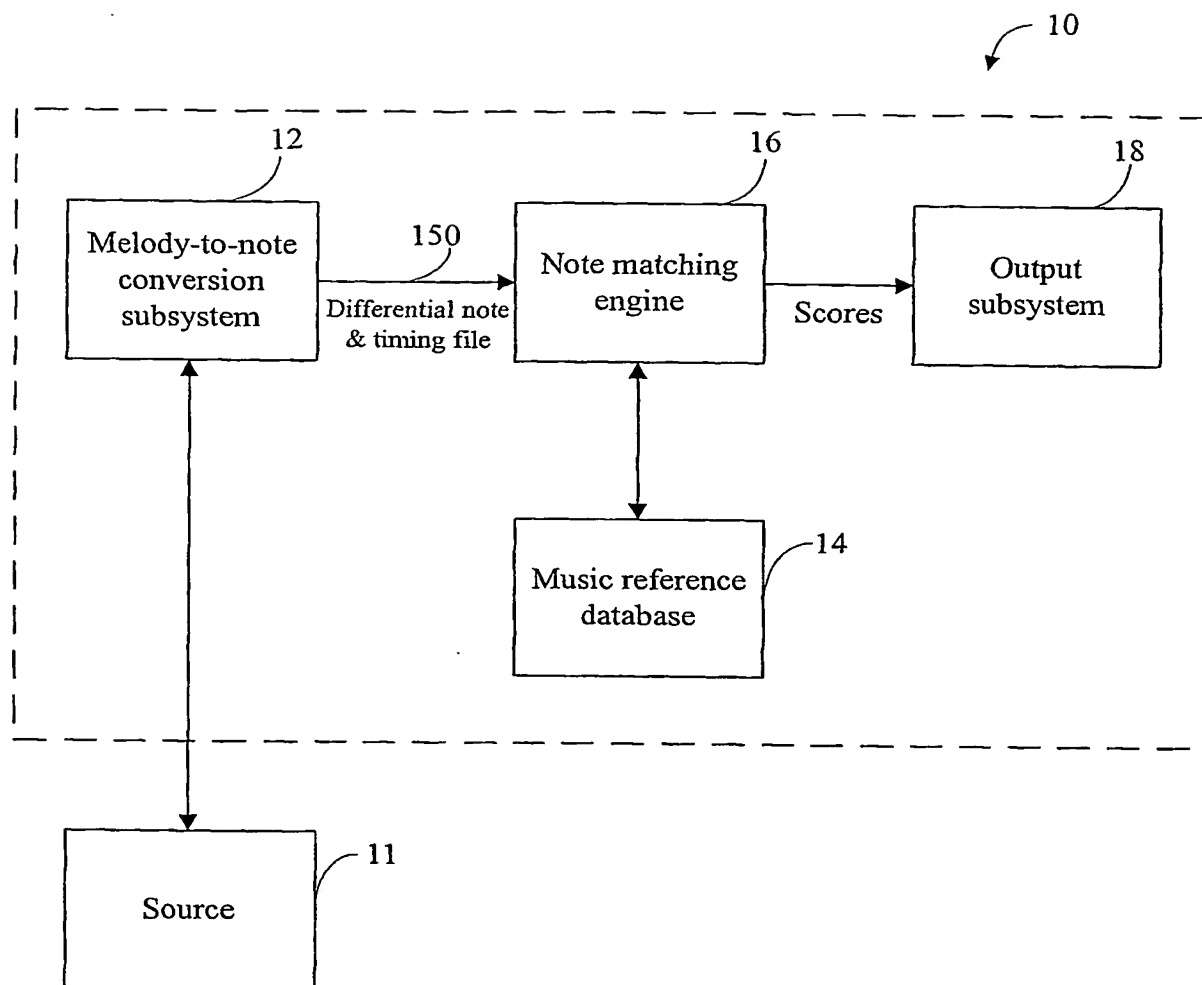 10
12
16
18
Melody-to-note
conversion
subsystem
150
Differential note
& timing file
Note matching
engine
Scores
Output
subsystem
Music reference
database
14
Source
11